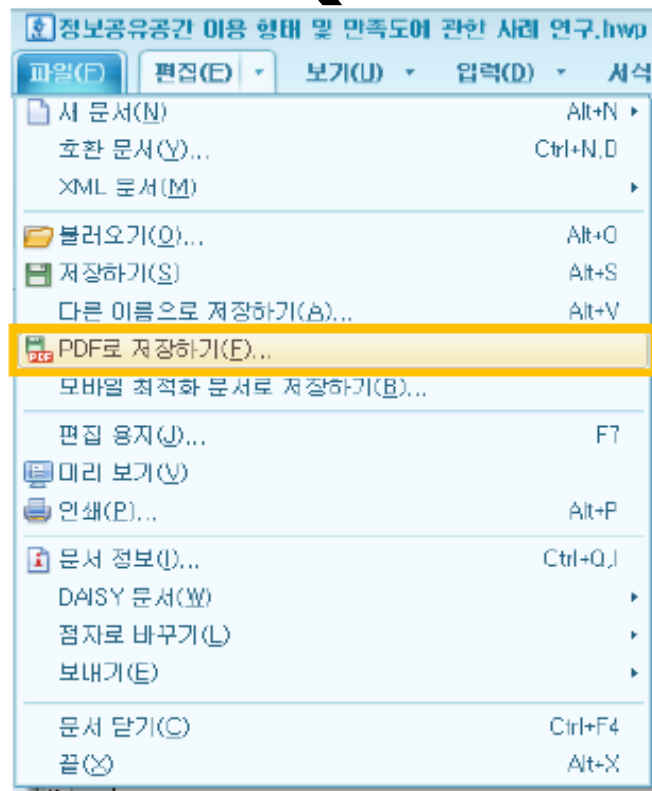 정보공유공간 이용 형태 및 만족도에 관한 사례 연구.hwp
파일(F) 편집(E) 보기(U) 입력(D) 서식
새 문서(N) Alt+N
호환 문서(Y)... Ctrl+N,D
XML 문서(M)
불러오기(O)... Alt+O
저장하기(S) Alt+S
다른 이름으로 저장하기(A)... Alt+V
PDF로 저장하기(F)...
모바일 최적화 문서로 저장하기(B)...
편집 용지(J)... F7
미리 보기(V)
인쇄(P)... Alt+P
문서 정보(I)... Ctrl+Q,I
DAISY 문서(W)
점자로 바꾸기(L)
보내기(E)
문서 닫기(C) Ctrl+F4
끝(X) Alt+X